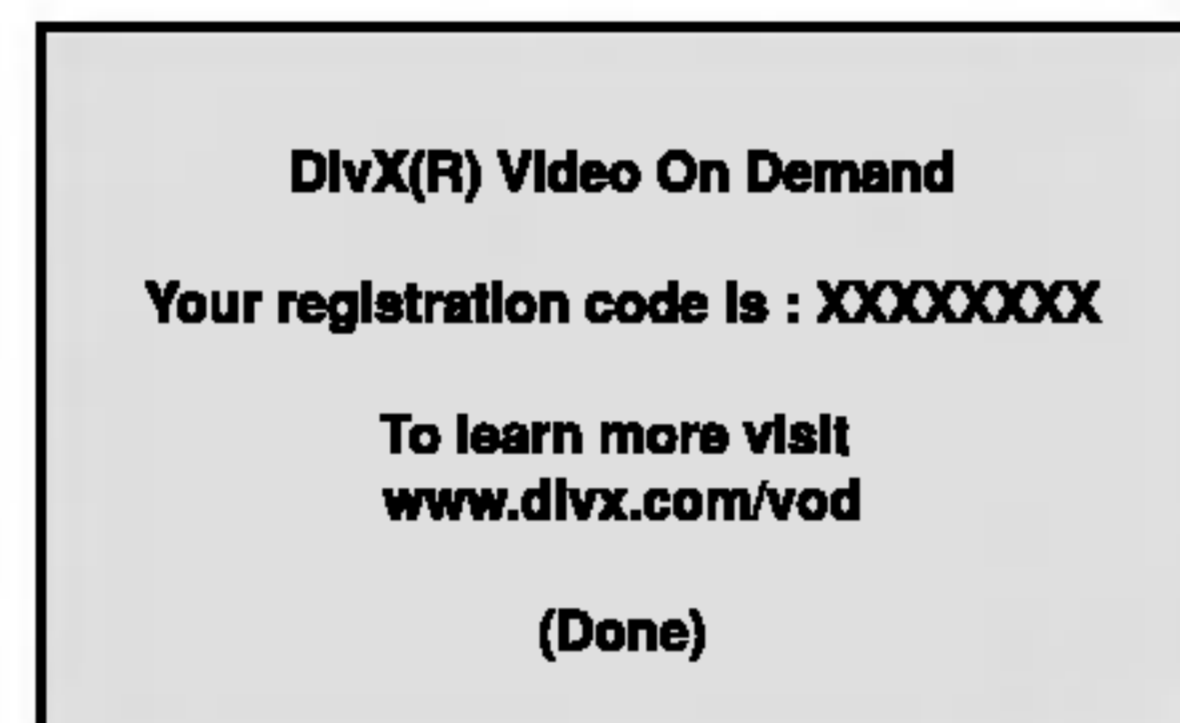 DivX(R) Video On Demand
Your registration code is : XXXXXXXX
To learn more visit
www.divx.com/vod
(Done)